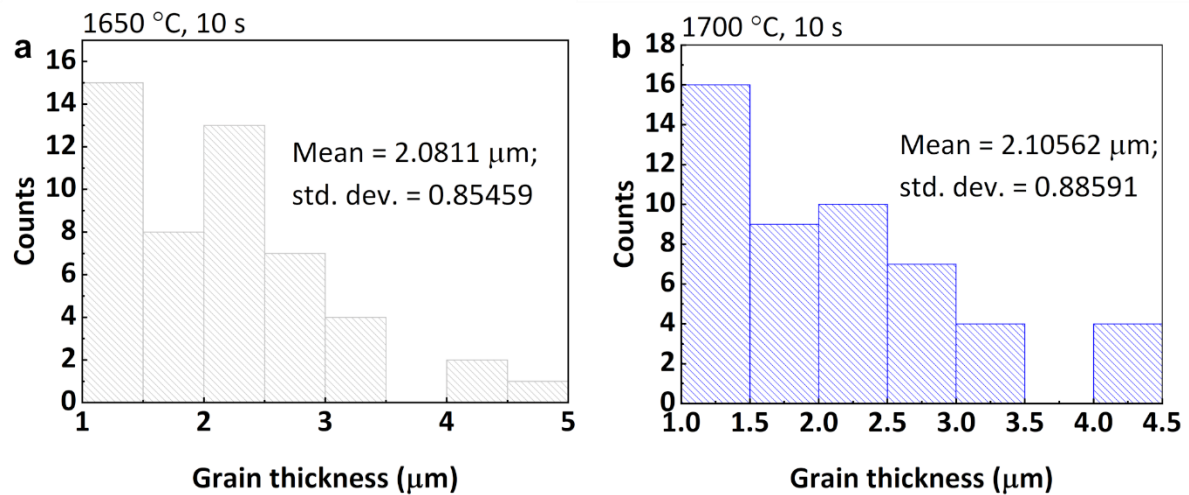 1650 °C, 10 s
a
16
14
12
10
8
6
4
2
0
Counts
Mean = 2.0811 μm;
std. dev. = 0.85459
1 2 3 4 5
Grain thickness (μm)
1700 °C, 10 s
b
18
16
14
12
10
8
6
4
2
0
Counts
Mean = 2.10562 μm;
std. dev. = 0.88591
1.0 1.5 2.0 2.5 3.0 3.5 4.0 4.5
Grain thickness (μm)